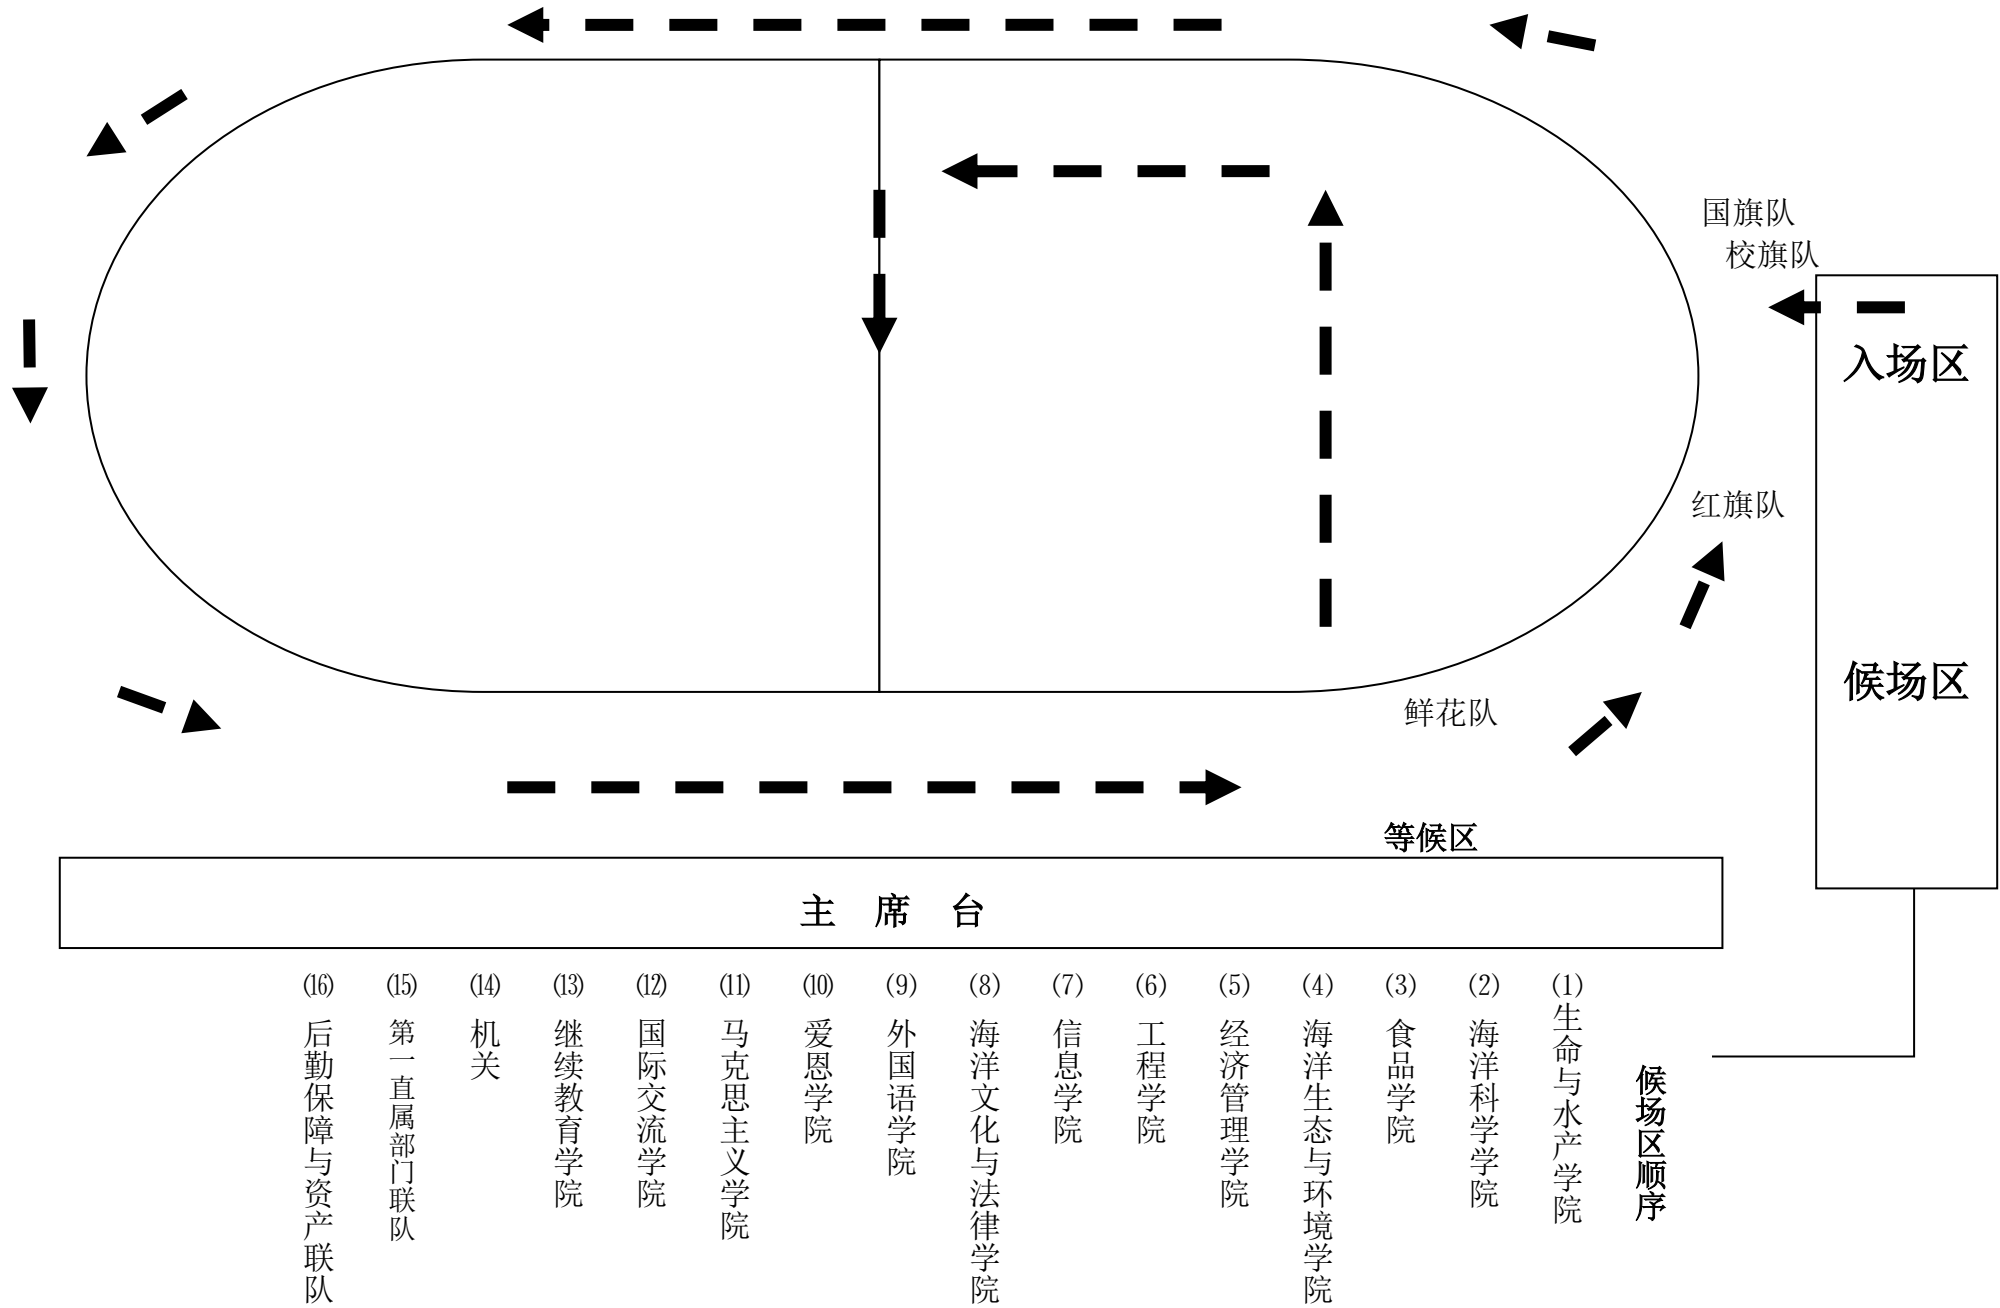 国旗队
校旗队
入场区
红旗队
候场区
鲜花队
等候区
主 席 台
候场区顺序
(1)生命与水产学院
(2)海洋科学学院
(3)食品学院
(4)海洋生态与环境学院
(5)经济管理学院
(6)工程学院
(7)信息学院
(8)海洋文化与法律学院
(9)外国语学院
(10)爱恩学院
(11)马克思主义学院
(12)国际交流学院
(13)继续教育学院
(14)机关
(15)第一直属部门联队
(16)后勤保障与资产联队